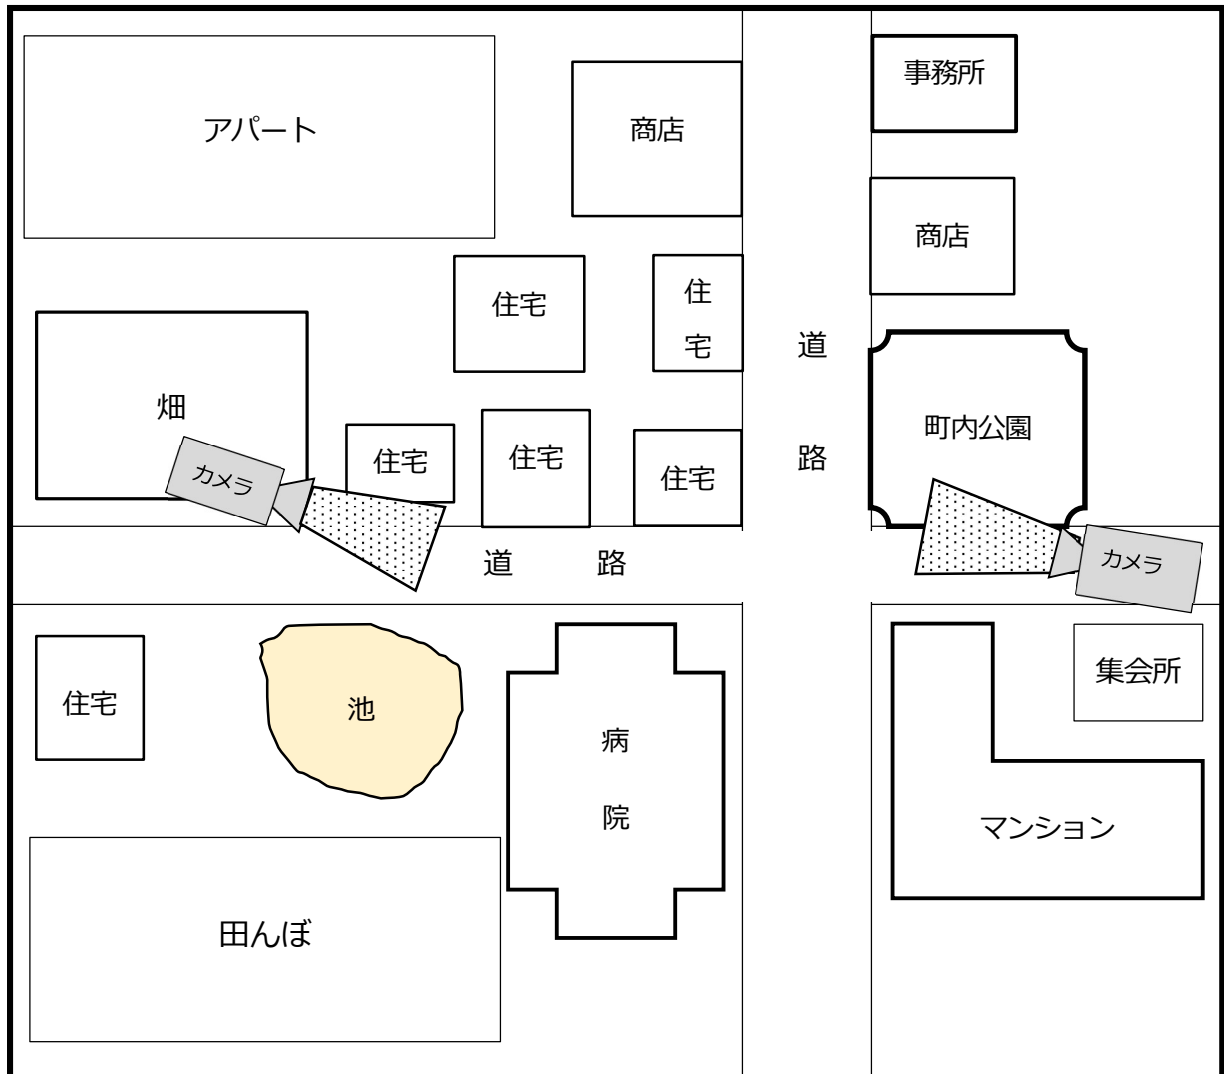 事務所
アパート
商店
商店
住宅
住
宅
道
路
畑
町内公園
カメラ
住宅
住宅
住宅
道　路
カメラ
住宅
池
病
院
集会所
マンション
田んぼ